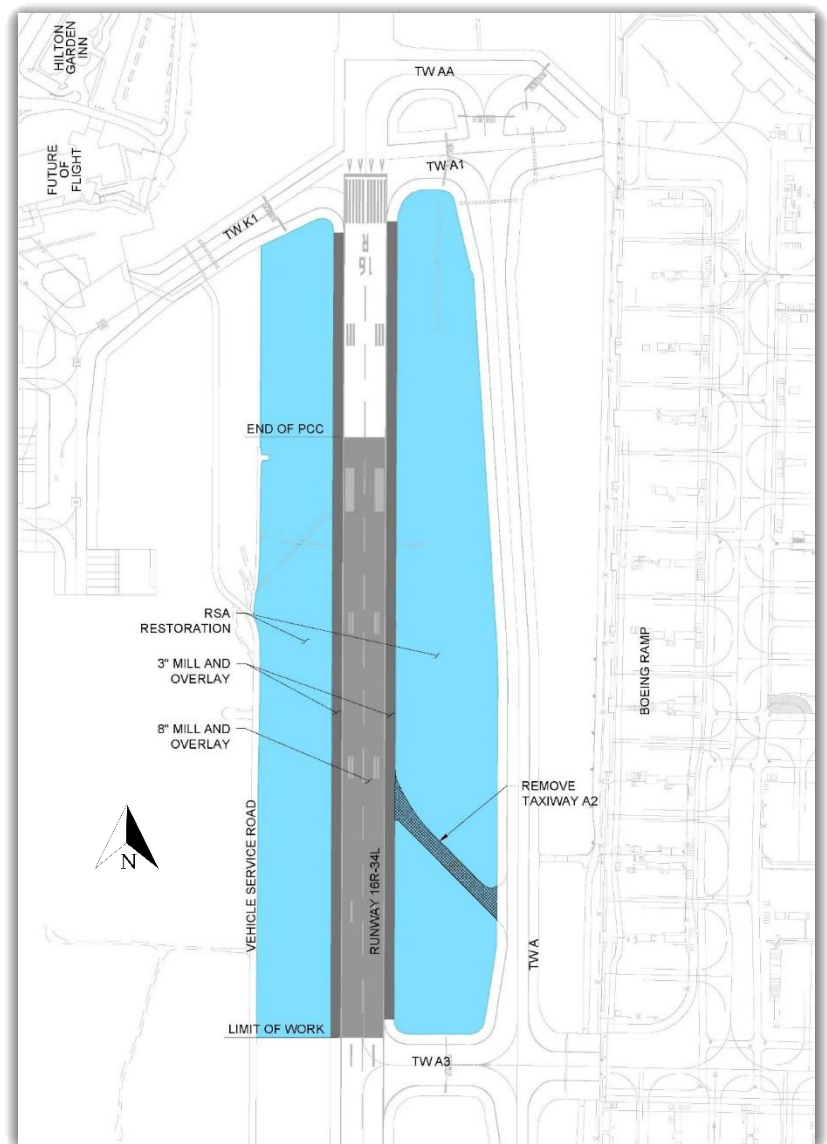 HILTON
GARDEN
INN
FUTURE
OF
FLIGHT
TW AA
TW A1
TW K1
16
R
END OF PCC
RSA
RESTORATION
3" MILL AND
OVERLAY
8" MILL AND
OVERLAY
BOEING RAMP
REMOVE
TAXIWAY A2
N
VEHICLE SERVICE ROAD
RUNWAY 16R-34L
TW A
LIMIT OF WORK
TW A3